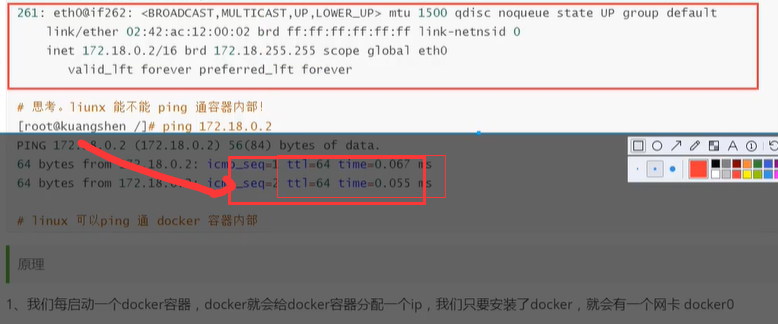 261: eth0@if262: <BROADCAST,MULTICAST,UP,LOWER_UP> mtu 1500 qdisc noqueue state UP group default
link/ether 02:42:ac:12:00:02 brd ff:ff:ff:ff:ff:ff link-netnsid 0
inet 172.18.0.2/16 brd 172.18.255.255 scope global eth0
valid_lft forever preferred_lft forever
# 思考。liunx 能不能 ping 通容器内部！
[root@kuangshen /]# ping 172.18.0.2
PING 172.18.0.2 (172.18.0.2) 56(84) bytes of data.
64 bytes from 172.18.0.2: icmp_seq=1 ttl=64 time=0.067 ms
64 bytes from 172.18.0.2: icmp_seq=2 ttl=64 time=0.055 ms
# linux 可以ping 通 docker 容器内部
原理
1、我们每启动一个docker容器，docker就会给docker容器分配一个ip，我们只要安装了docker，就会有一个网卡 docker0